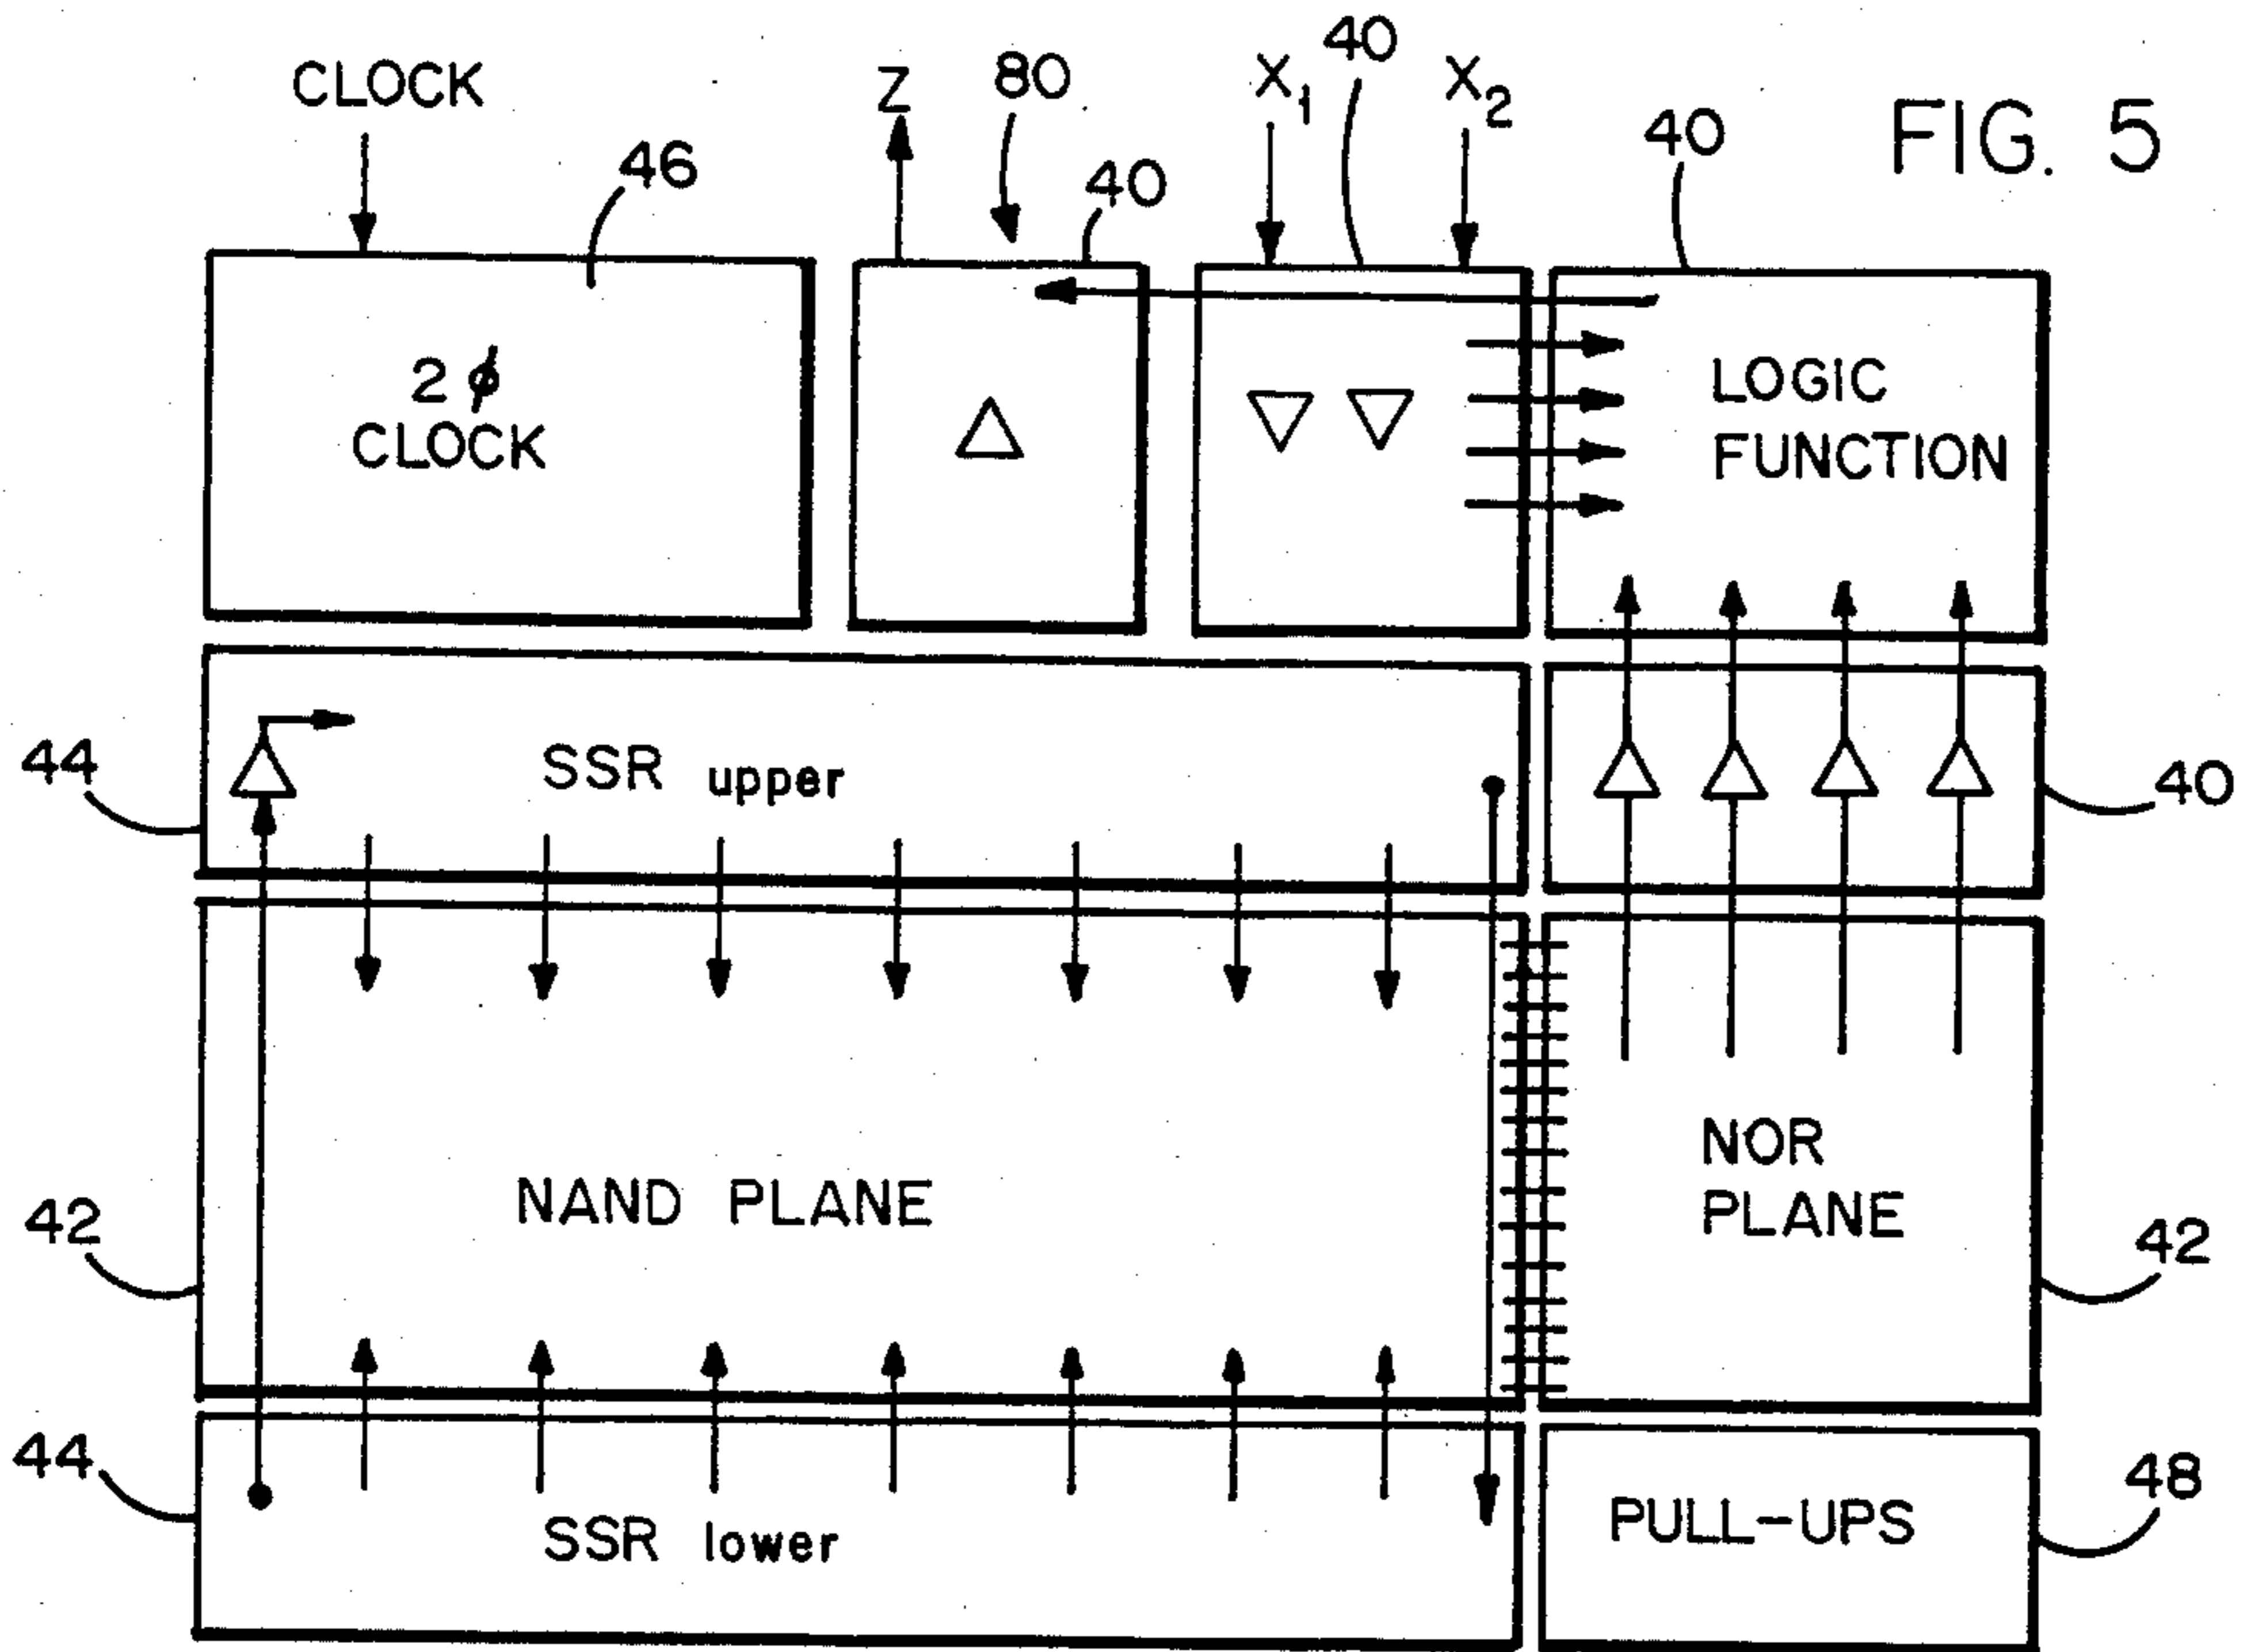 CLOCK
Z
80
X1
40
X2
40
FIG. 5
46
40
2 ϕ
CLOCK
LOGIC
FUNCTION
44
SSR upper
40
NAND PLANE
NOR
PLANE
42
42
44
SSR lower
PULL-UPS
48